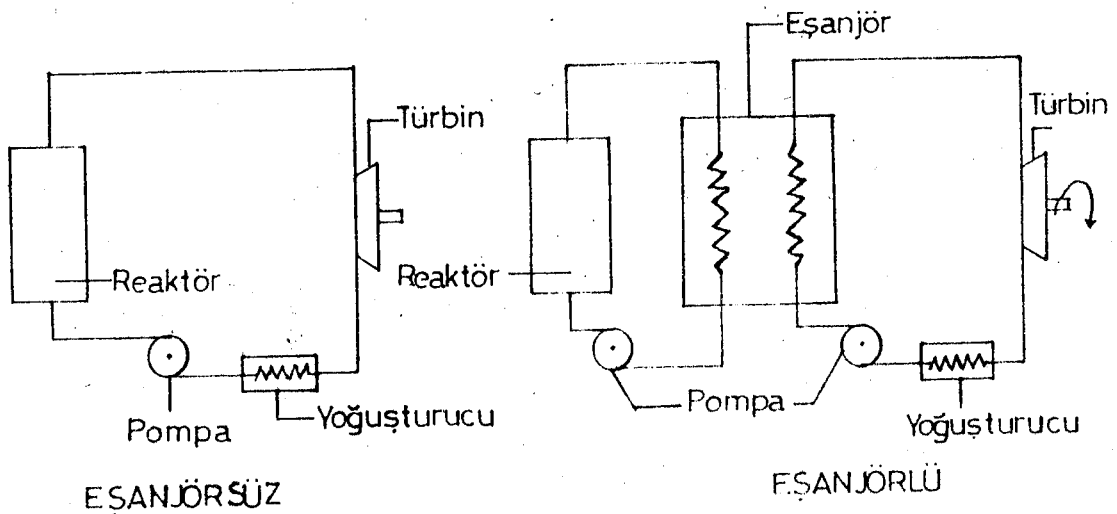 Türbin
Reaktör
Pompa
Yoğuşturucu
EŞANJÖRSÜZ
Eşanjör
Türbin
Reaktör
Pompa
Yoğuşturucu
EŞANJÖRLÜ